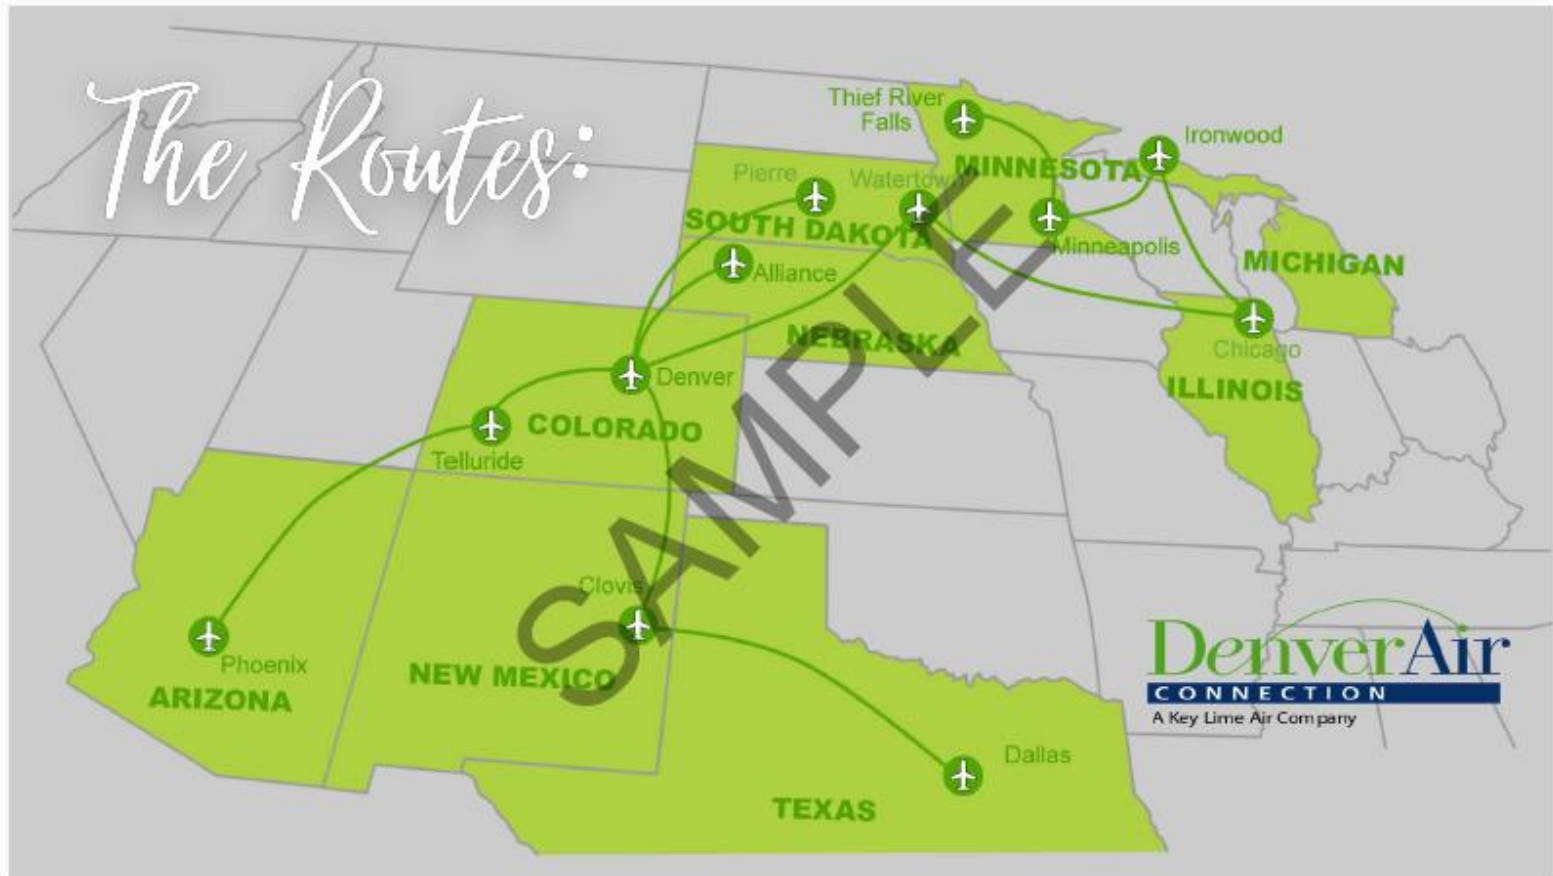 The Routes:
Thief River
Falls
Ironwood
MINNESOTA
Pierre
Watertown
SOUTH DAKOTA
Minneapolis
MICHIGAN
Alliance
NEBRASKA
Chicago
ILLINOIS
Denver
COLORADO
Telluride
SAMPLE
Clovis
Phoenix
ARIZONA
NEW MEXICO
Dallas
TEXAS
DenverAir
CONNECTION
A Key Lime Air Company